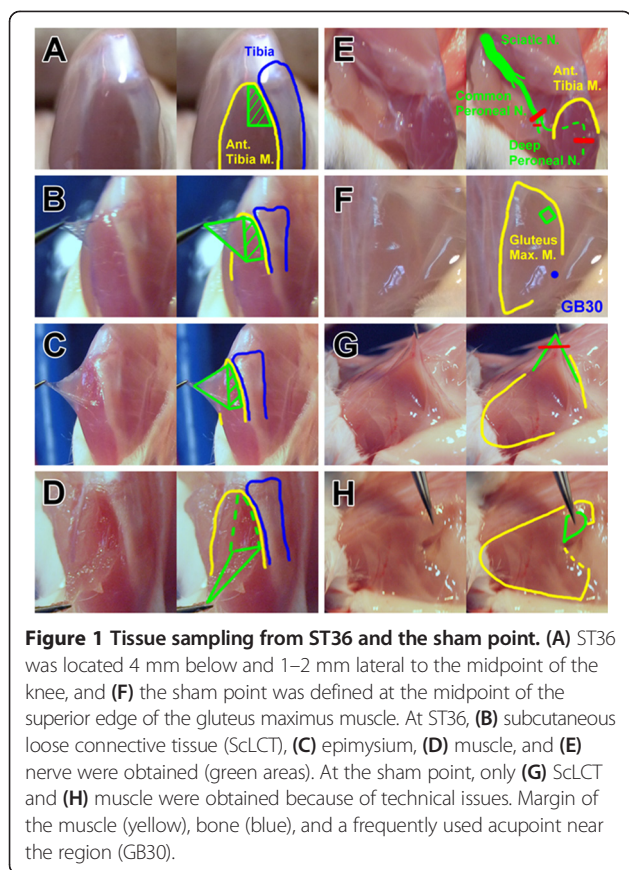 A
Tibia
Ant.
Tibia M.
E
Sciatic N.
Common
Peroneal N.
Ant.
Tibia M.
Deep
Peroneal N.
B
F
Gluteus
Max. M.
GB30
C
G
D
H
Figure 1 Tissue sampling from ST36 and the sham point. (A) ST36
was located 4 mm below and 1–2 mm lateral to the midpoint of the
knee, and (F) the sham point was defined at the midpoint of the
superior edge of the gluteus maximus muscle. At ST36, (B) subcutaneous
loose connective tissue (ScLCT), (C) epimysium, (D) muscle, and (E)
nerve were obtained (green areas). At the sham point, only (G) ScLCT
and (H) muscle were obtained because of technical issues. Margin of
the muscle (yellow), bone (blue), and a frequently used acupoint near
the region (GB30).